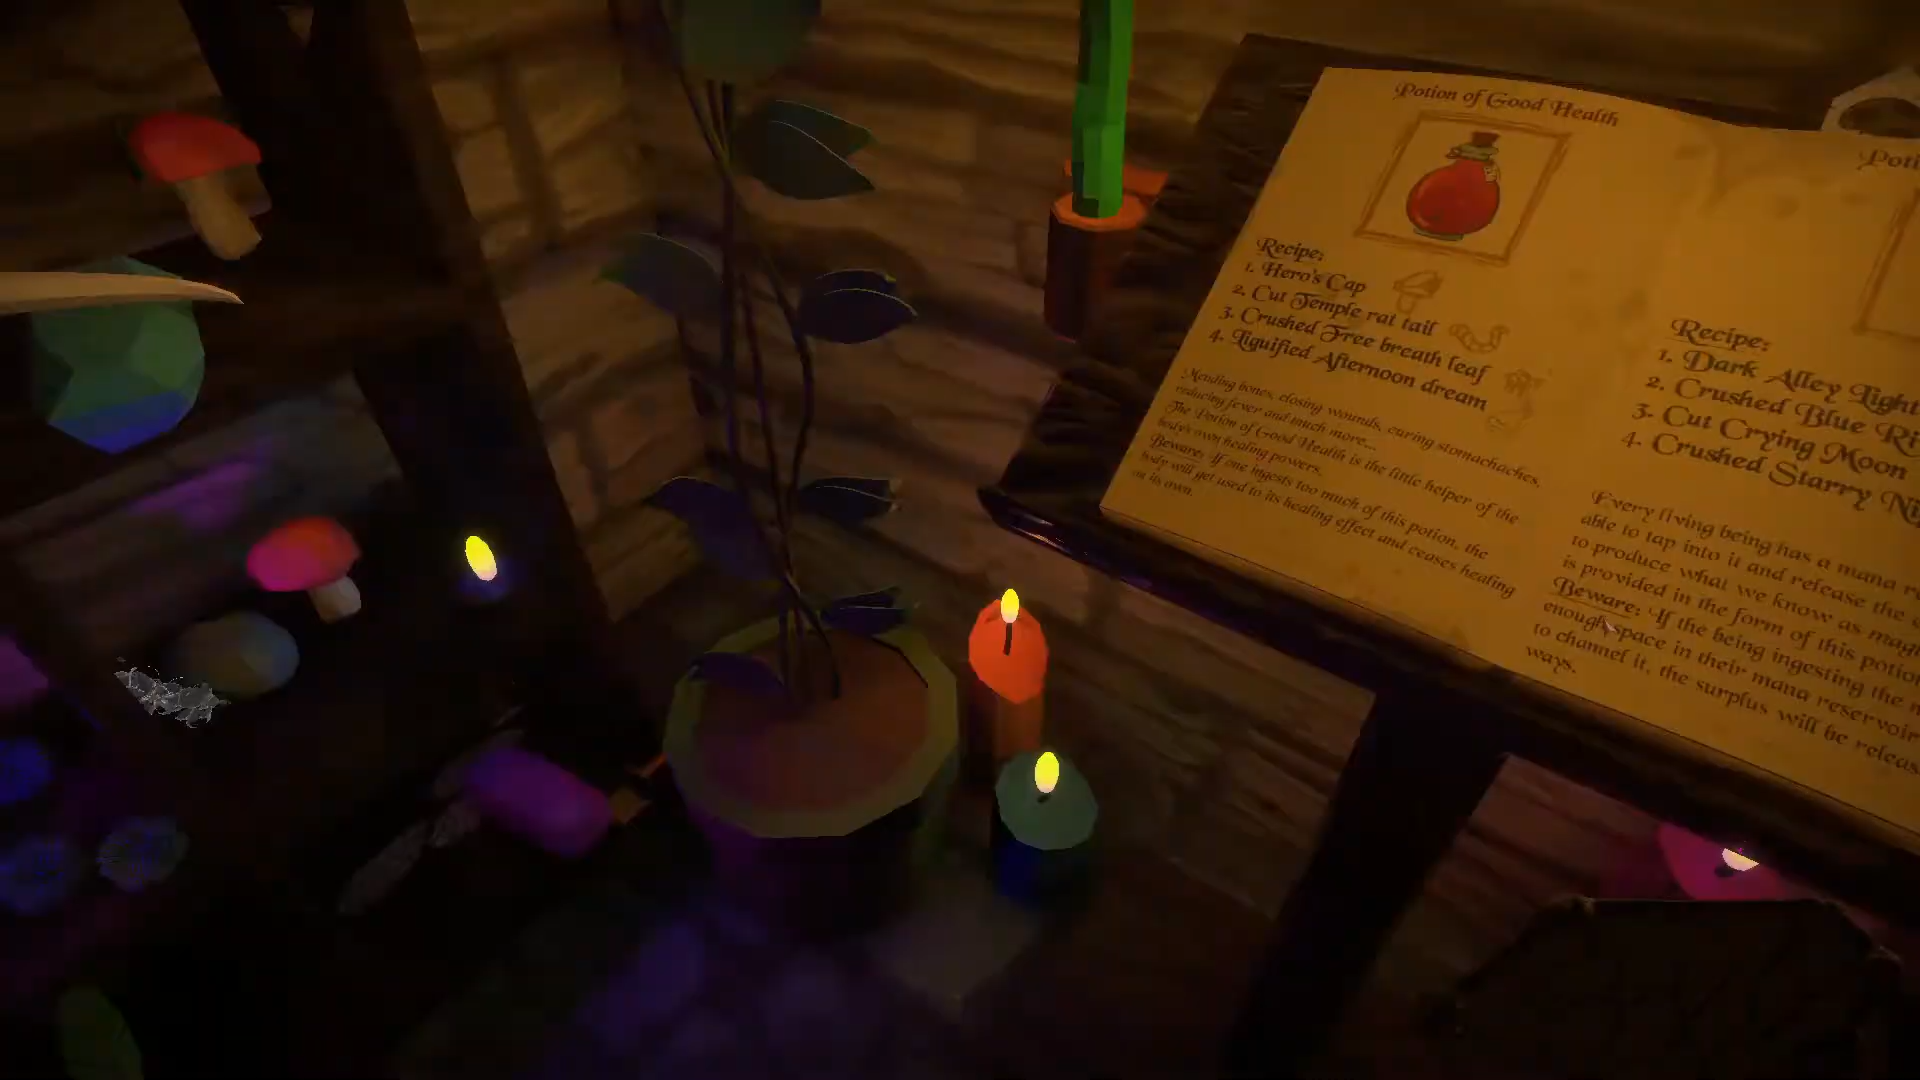 Potion of Good Health
Recipe:
1. Hero's Cap
2. Cut Temple rat tail
3. Crushed Free breath leaf
4. Liquified Afternoon dream
Mending bones, closing wounds, curing stomachaches,
reducing fever and much more...
The Potion of Good Health is the little helper of the
body's own healing powers.
Beware: If one ingests too much of this potion, the
body will get used to its healing effect and ceases healing
on its own.
Recipe:
1. Dark Alley Light
2. Crushed Blue
3. Cut Crying Moon
4. Crushed Starry
Every living being has a mana
able to tap into it and release the
to produce what we know as
is provided in the form of this potion
Beware: If the being ingesting the
enough space in their mana reservoir
to channel it, the surplus will be
ways.